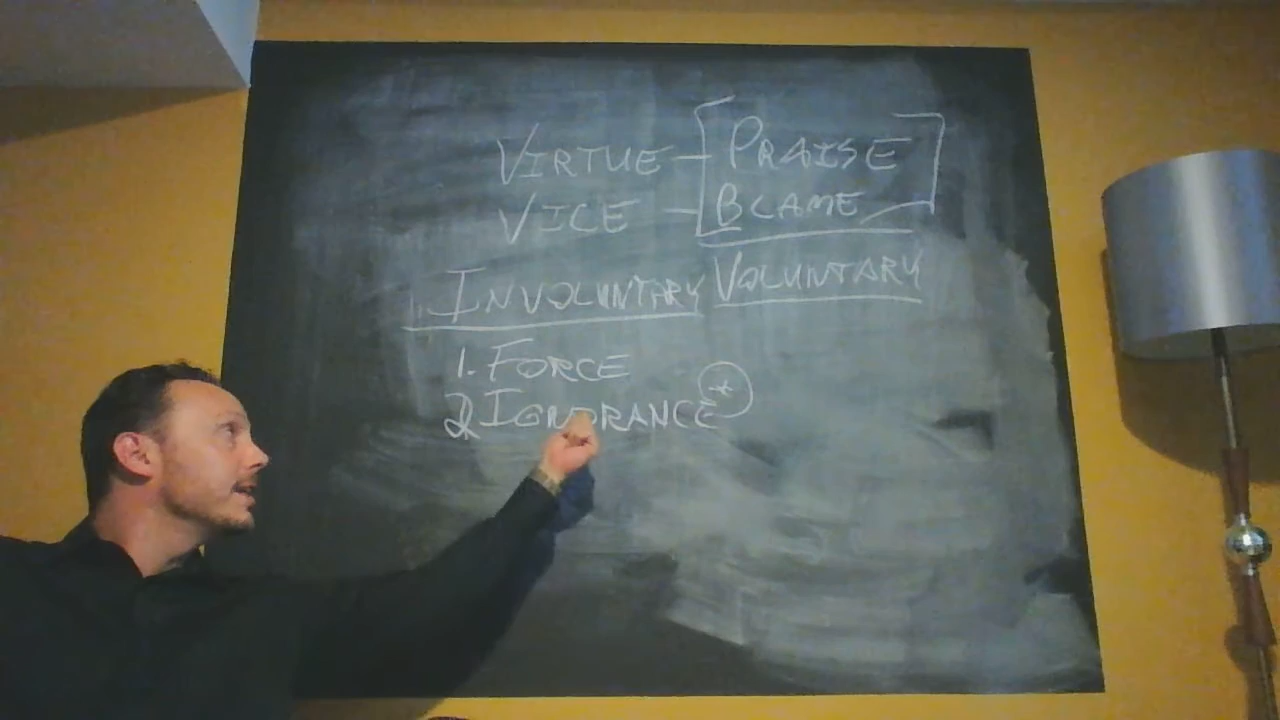 VIRTUE - [PRAISE]
VICE - [BLAME]
INVOLUNTARY VOLUNTARY
1. FORCE
2. IGNORANCE *